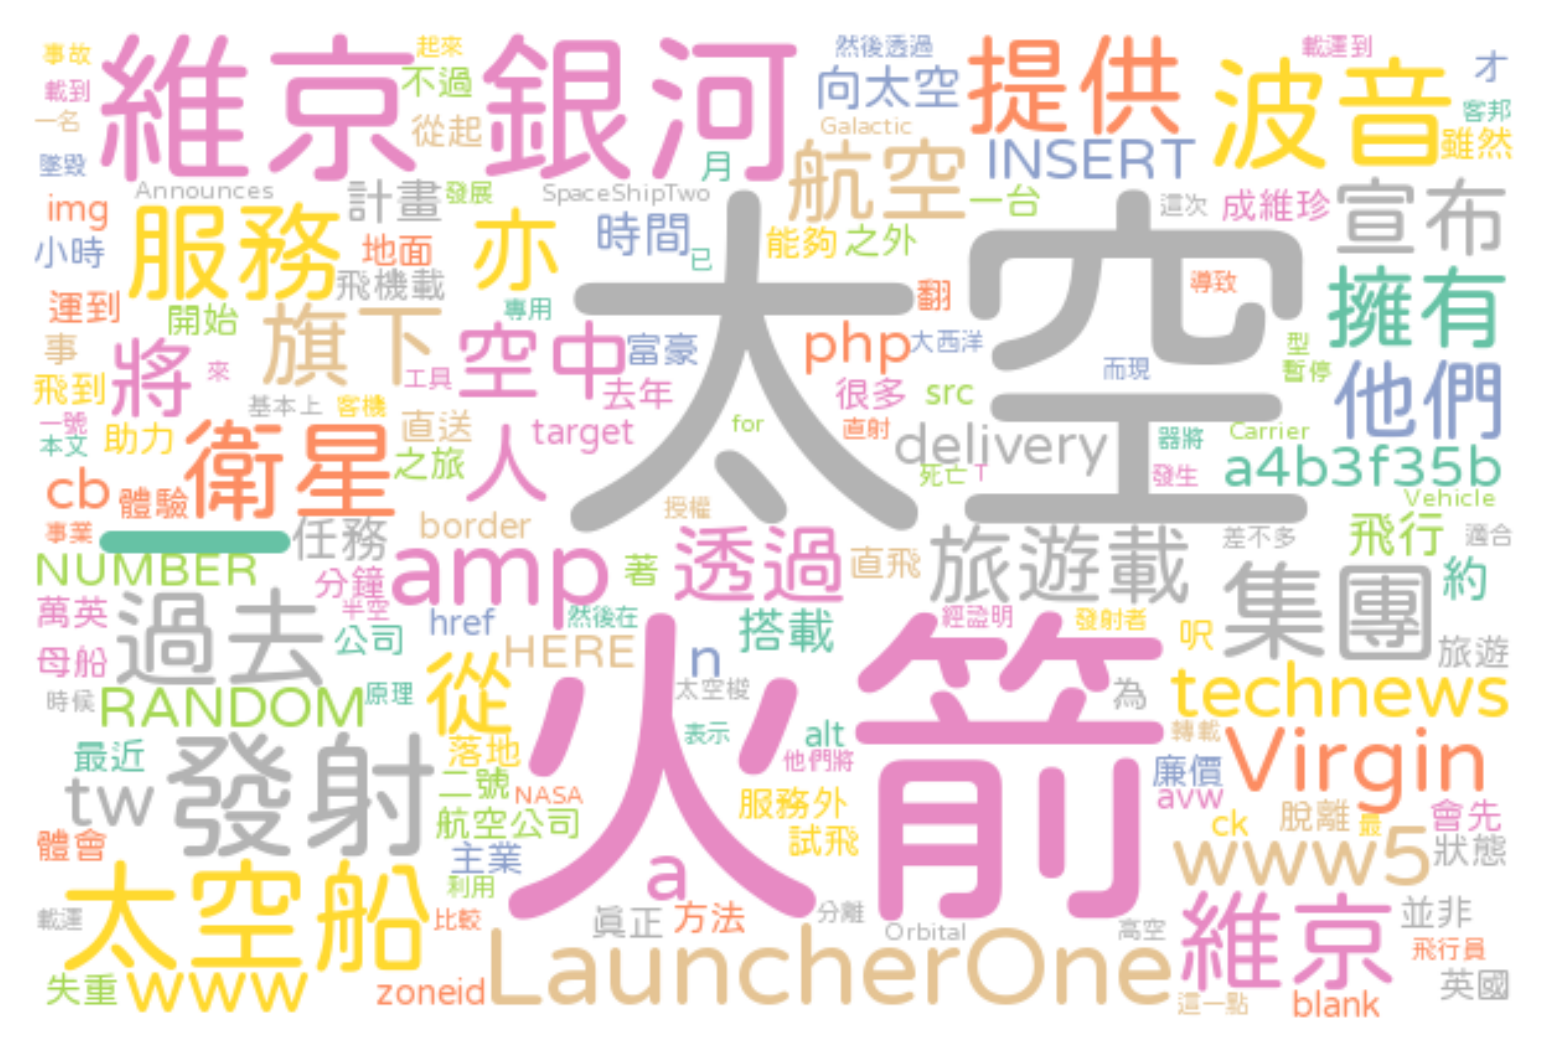 事故
維京銀河
起來
然後透過
提供
載運到
波音
才
載到
不過
向太空
客邦
一名
從起
Galactic
雖然
墜毀
月
航空
INSERT
Announces
計畫
發展
SpaceShipTwo
一台
這次
成維珍
宣布
img
服務
亦
時間
太空
小時
地面
能夠
之外
已
飛機載
導致
擁有
運到
開始
專用
翻
旗下
空中
富豪
php
大西洋
型
事
將
來
工具
而現
暫停
他們
飛到
去年
很多
src
基本上
客機
一號
直送
for
直射
本文
助力
衛星
人
target
delivery
器將
Carrier
之旅
死亡
T
發生
a4b3f35b
cb
體驗
授權
Vehicle
事業
一
任務
border
透過
旅遊載
差不多
飛行
適合
NUMBER
分鐘
amp
著
直飛
集團
約
萬英
過去
半空
href
然後在
搭載
經證明
發射者
公司
HERE
呎
母船
從
n
旅遊
時候
RANDOM
原理
火箭
太空梭
為
technews
最近
發射
落地
表示
alt
轉載
Virgin
他們將
廉價
tw
二號
NASA
avw
航空公司
服務外
ck
脫離
最
會先
體會
主業
試飛
www5
狀態
太空船
利用
a
載運
比較
真正
方法
分離
Orbital
高空
維京
並非
飛行員
失重
www
zoneid
LauncherOne
這一點
blank
英國